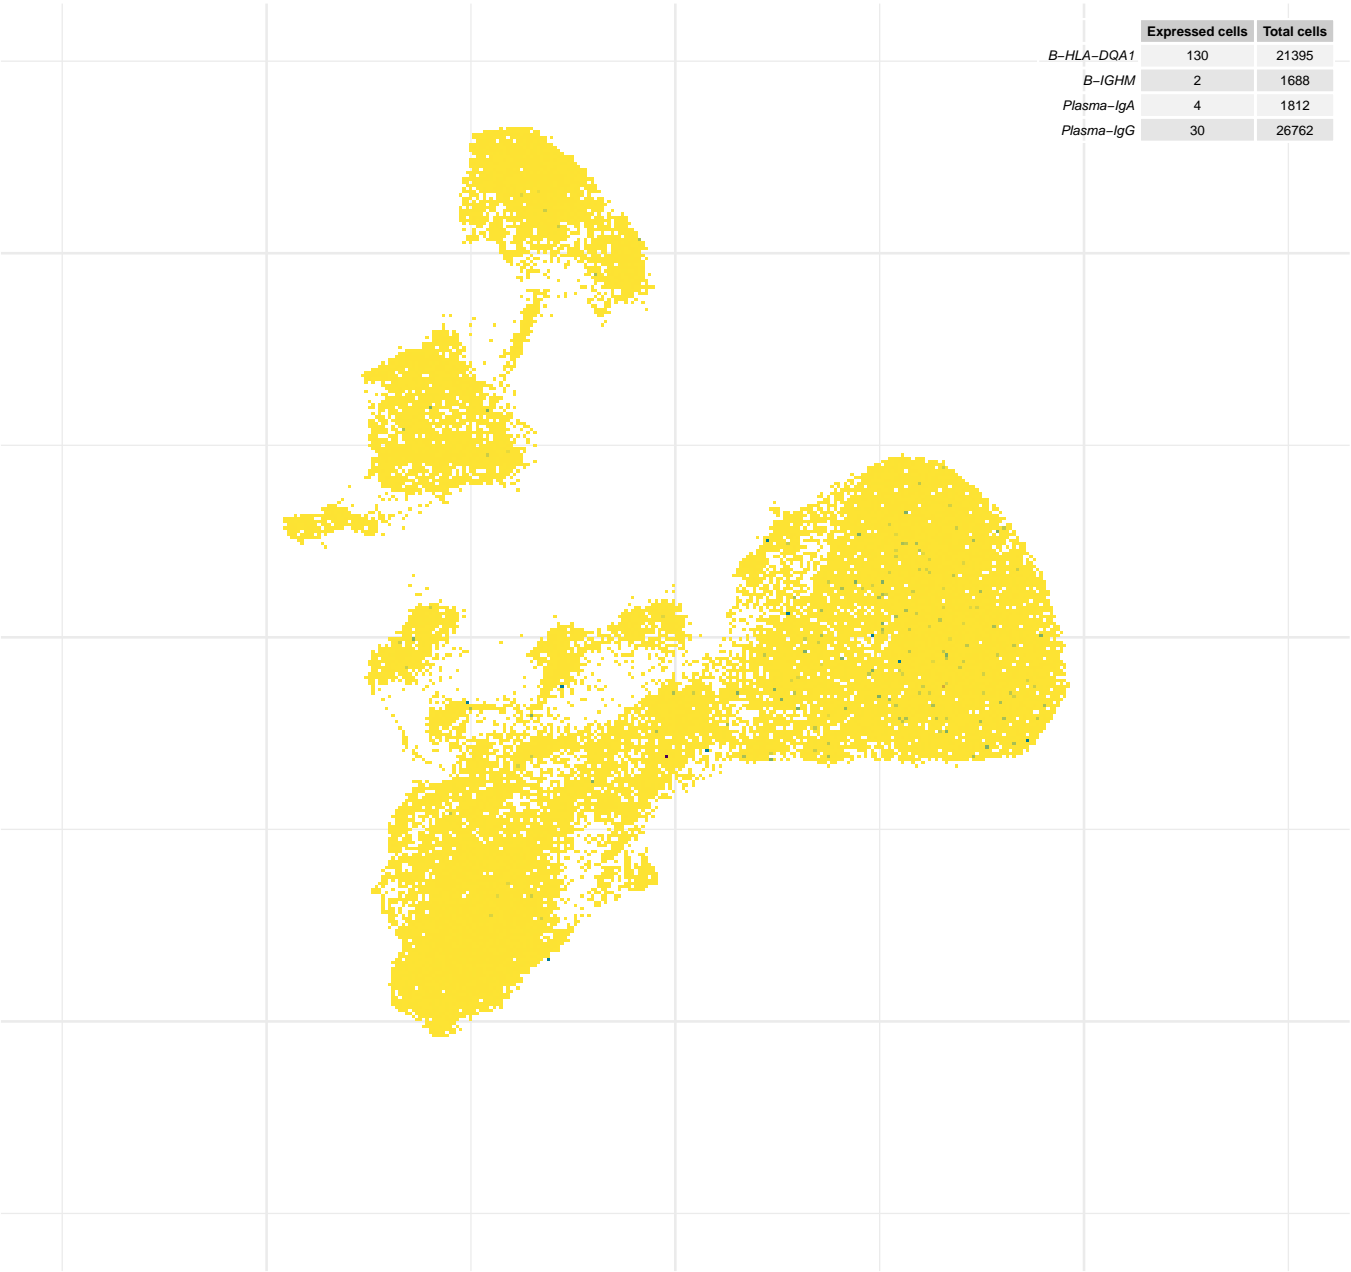 Expressed cells Total cells
B−HLA−DQA1 130 21395
B−IGHM 2 1688
Plasma−IgA 4 1812
Plasma−IgG 30 26762